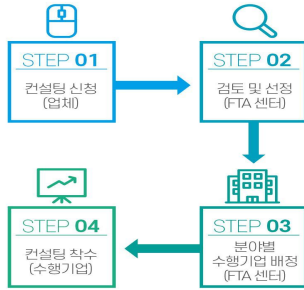 STEP 01
컨설팅 신청
(업체)
STEP 02
검토 및 선정
(FTA 센터)
STEP 03
분야별
수행기업 배정
(FTA 센터)
STEP 04
컨설팅 착수
(수행기업)